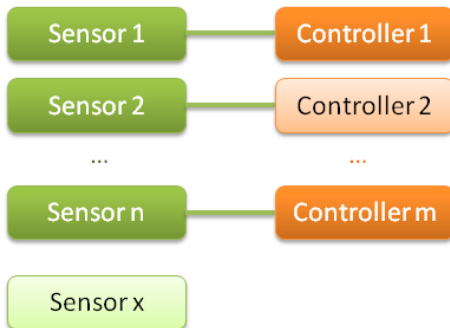 Sensor 1 Controller 1
Sensor 2 Controller 2
... ...
Sensor n Controller m
Sensor x